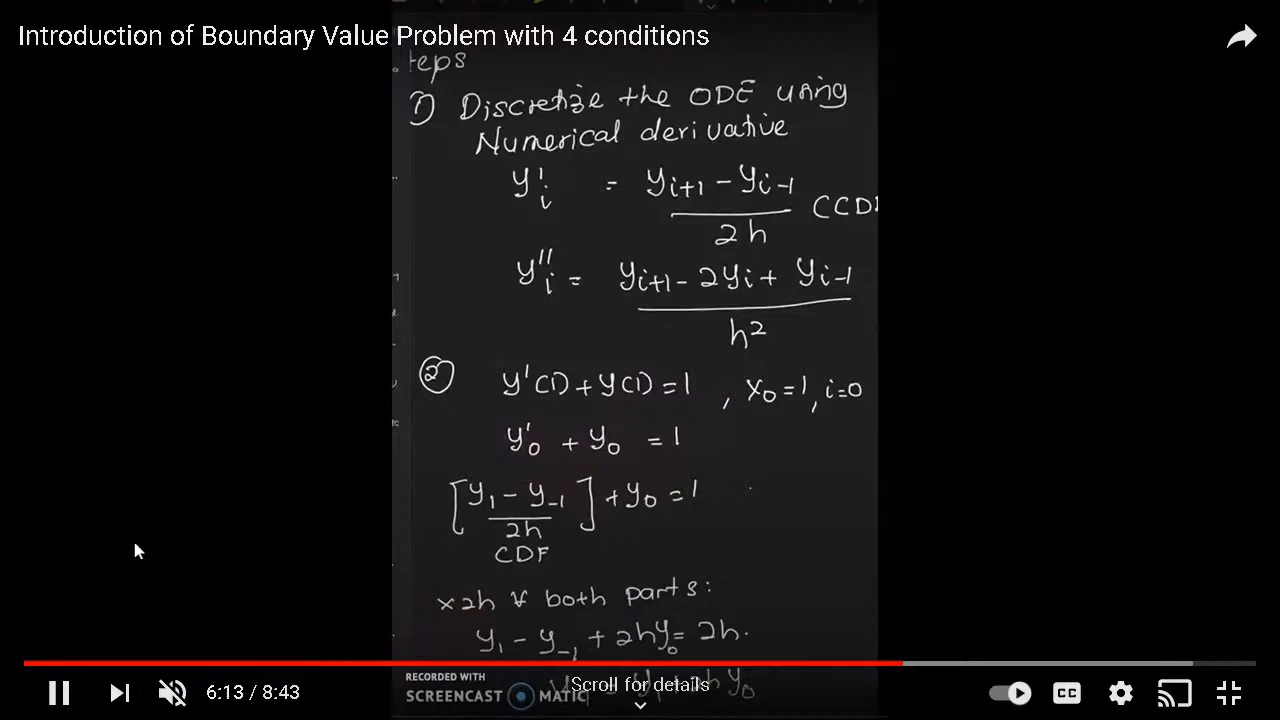 Introduction of Boundary Value Problem with 4 conditions
teps
1) Discretize the ODE using
Numerical derivative
y'i = yi+1 - yi-1 / 2h CCD
y''i = yi+1 - 2yi + yi-1 / h²
② y'(1) + y(1) = 1 , x0 = 1, i=0
y'0 + y0 = 1
[y1 - y-1 / 2h] + y0 = 1
CDF
x2h both parts:
y1 - y-1 + 2hy0 = 2h.
y0
RECORDED WITH
SCREENCAST MATIC
Scroll for details
6:13 / 8:43
CC